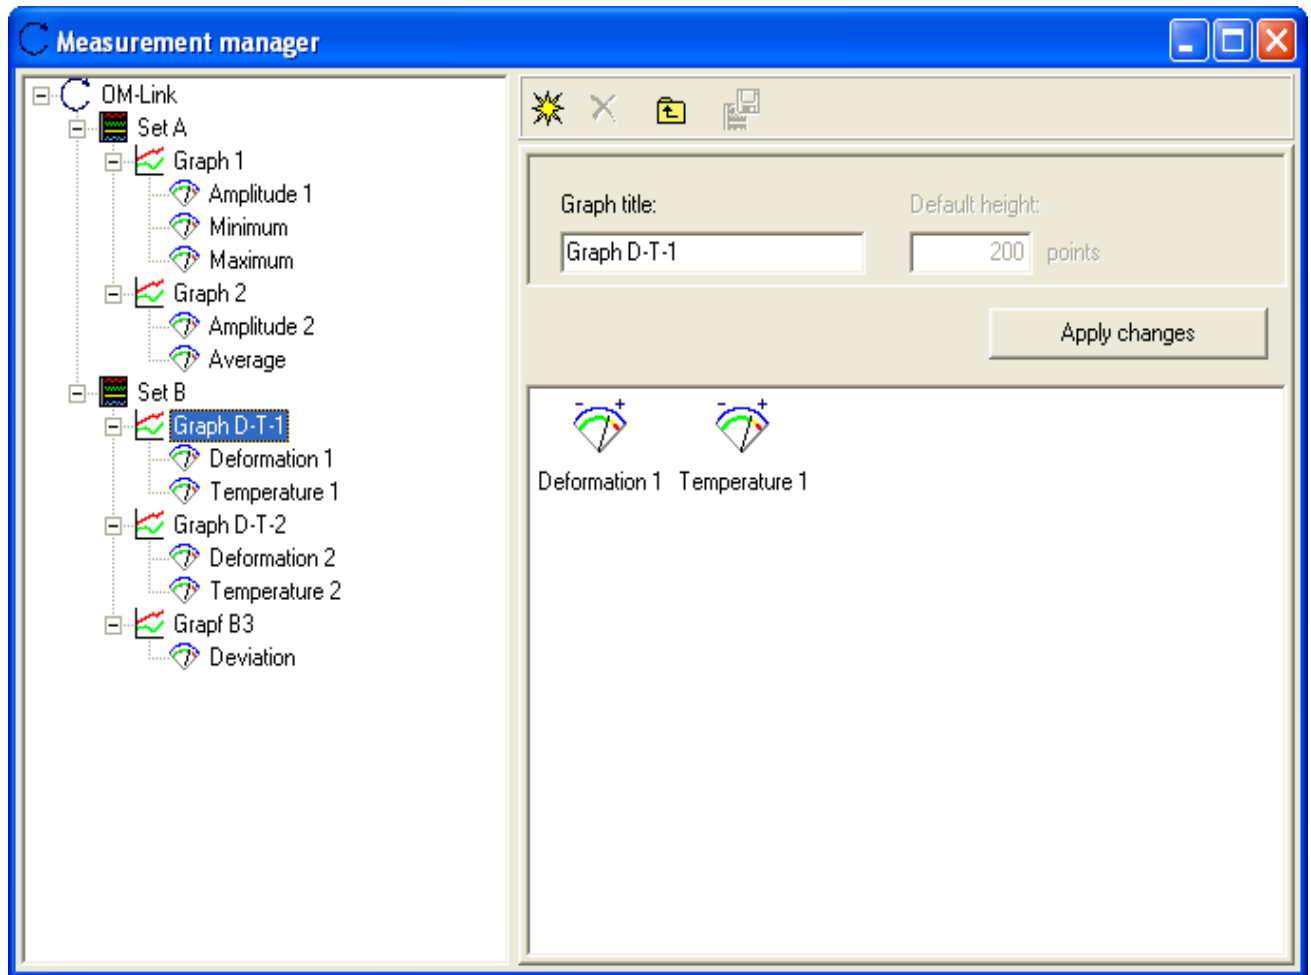 Measurement manager
OM-Link
Set A
Graph 1
Amplitude 1
Minimum
Maximum
Graph 2
Amplitude 2
Average
Set B
Graph D-T-1
Deformation 1
Temperature 1
Graph D-T-2
Deformation 2
Temperature 2
Grapf B3
Deviation
Graph title: Default height:
Graph D-T-1 200 points
Apply changes
Deformation 1 Temperature 1